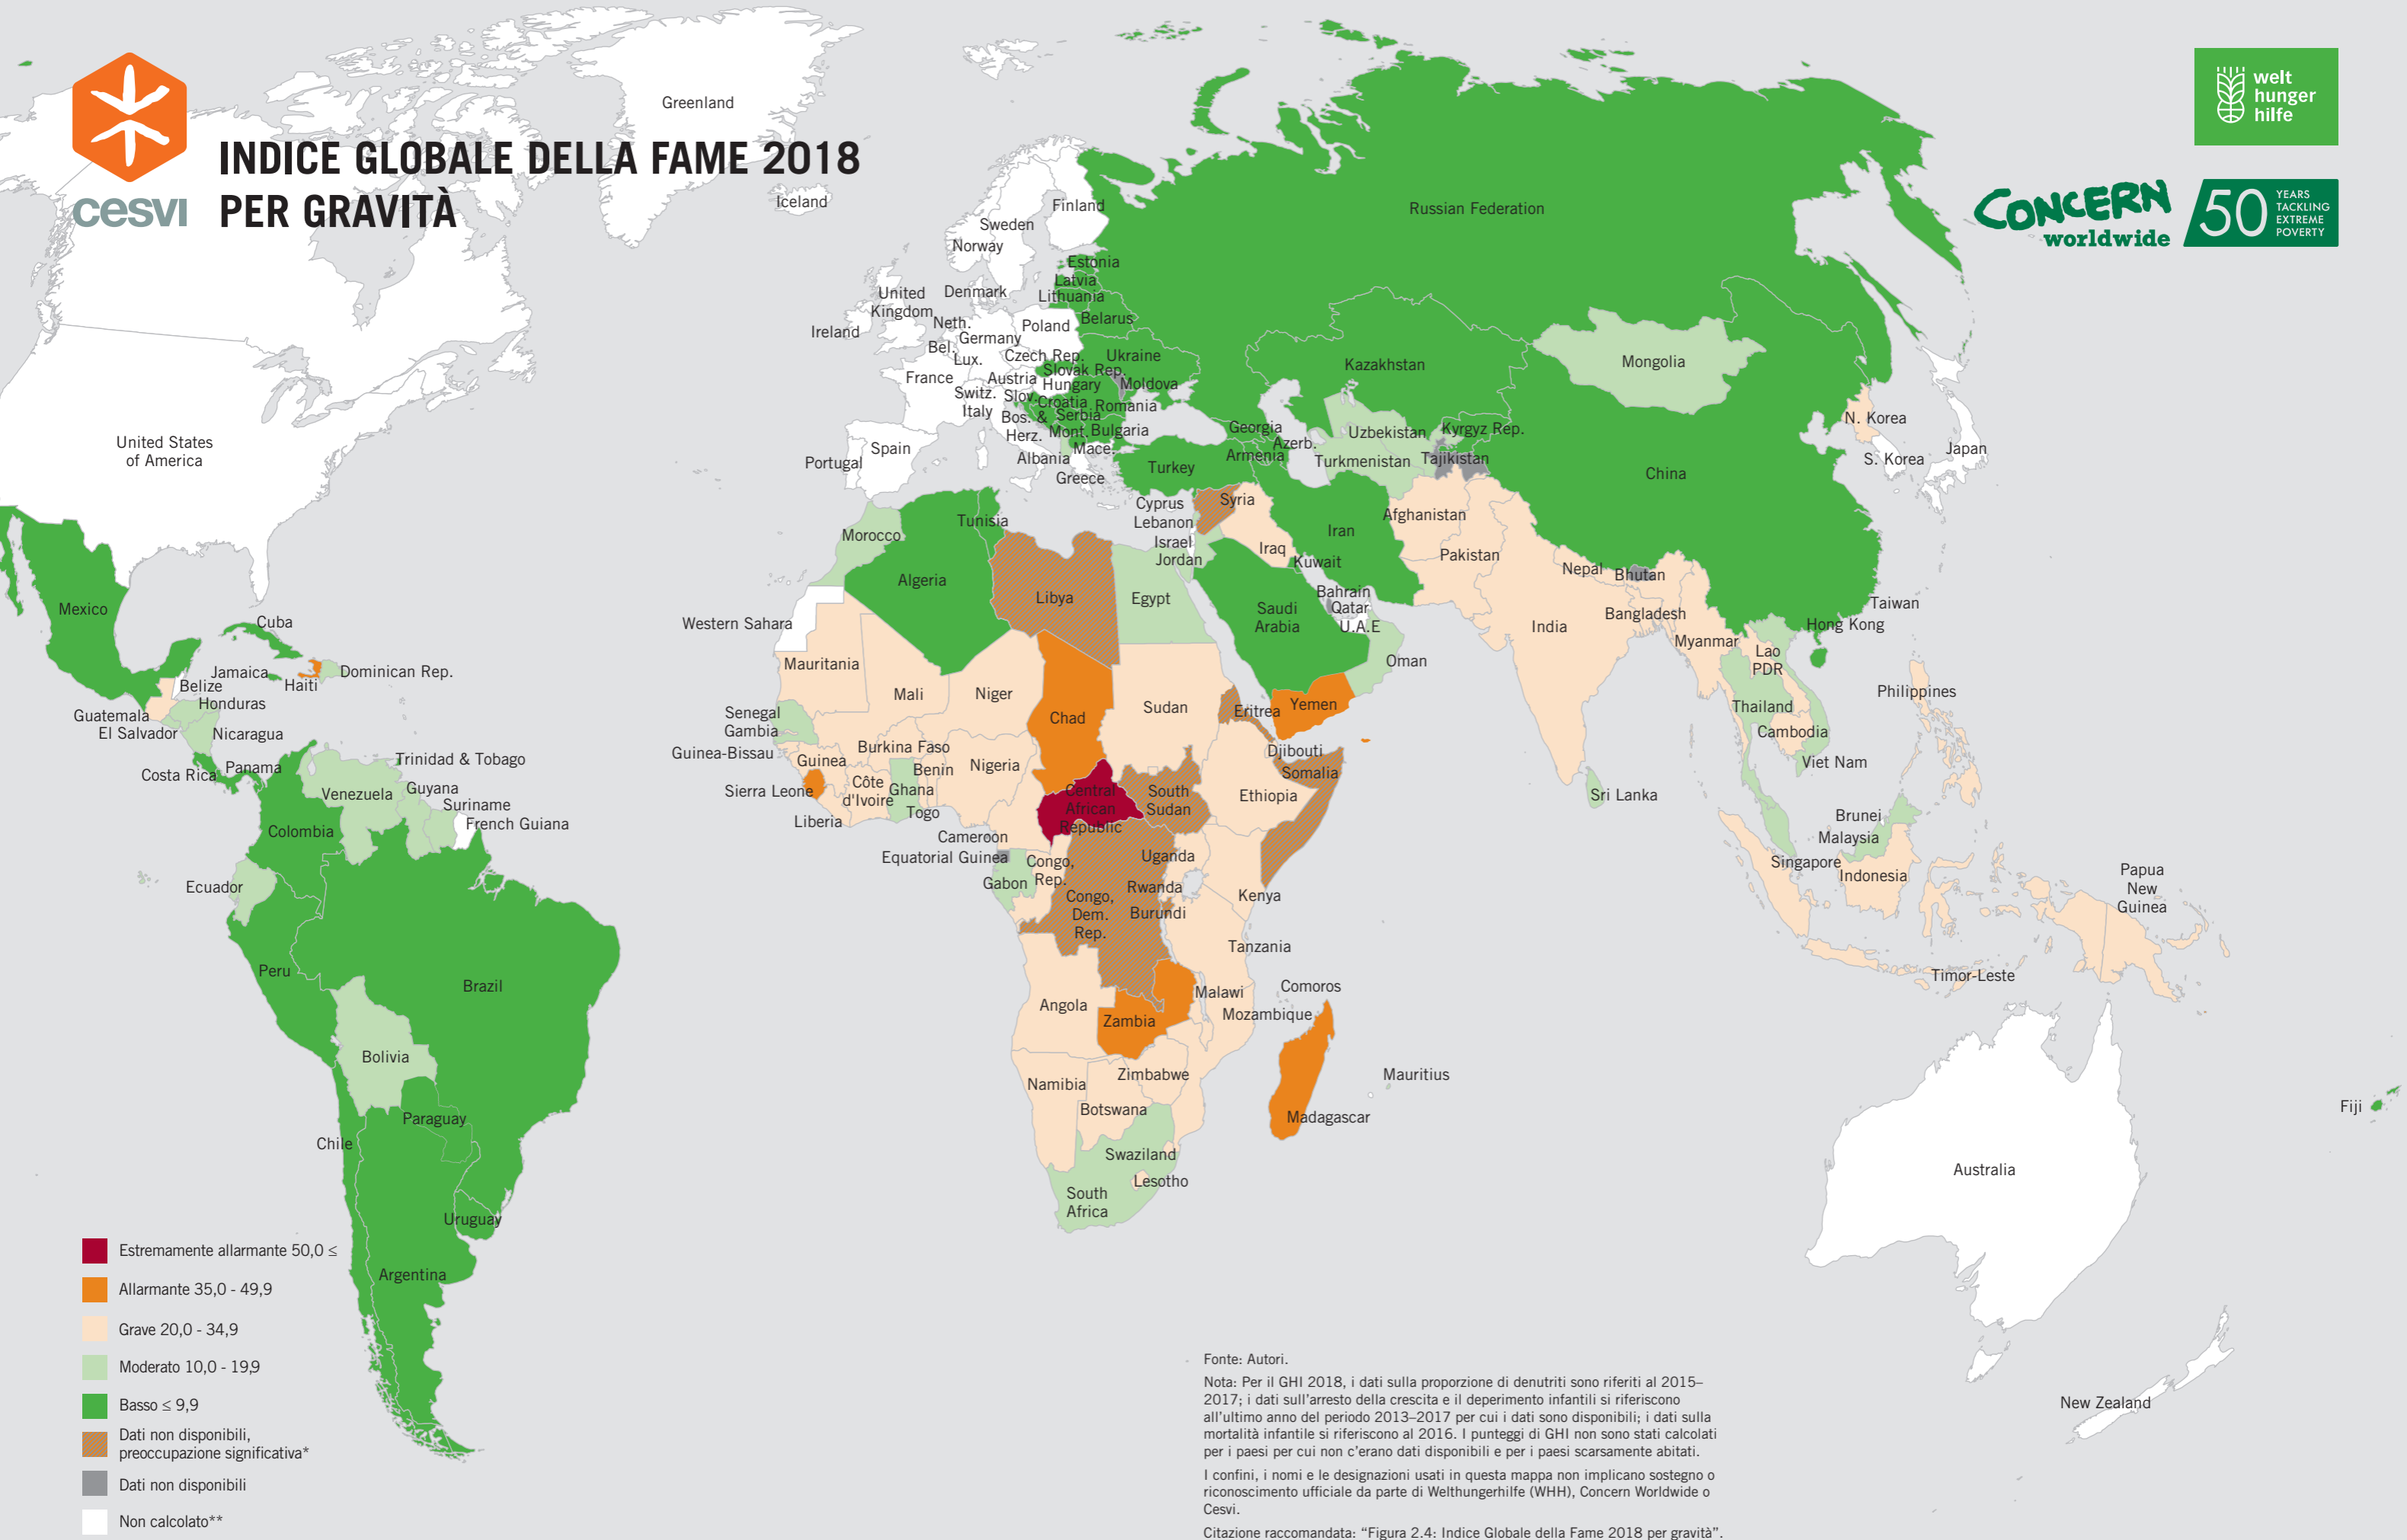 cesvi
INDICE GLOBALE DELLA FAME 2018
PER GRAVITÀ
welt
hunger
hilfe
CONCERN
worldwide
50
YEARS
TACKLING
EXTREME
POVERTY
Greenland
Iceland
Finland
Sweden
Norway
Russian Federation
Estonia
Latvia
Lithuania
Denmark
United
Kingdom
Ireland
Neth.
Belarus
Poland
Germany
Bel.
Lux.
Czech Rep.
Ukraine
Slovak Rep.
France
Austria
Hungary
Moldova
Switz.
Slov.
Croatia
Romania
Italy
Bos. &
Herz.
Serbia
Mont.
Bulgaria
Mace.
Albania
Greece
Spain
Portugal
Kazakhstan
Mongolia
Georgia
Azerb.
Armenia
Turkey
Uzbekistan
Kyrgyz Rep.
Turkmenistan
Tajikistan
China
N. Korea
S. Korea
Japan
United States
of America
Cyprus
Lebanon
Israel
Jordan
Syria
Iraq
Iran
Kuwait
Afghanistan
Pakistan
Nepal
Bhutan
Bahrain
Qatar
U.A.E
Saudi
Arabia
Oman
Yemen
India
Bangladesh
Myanmar
Taiwan
Hong Kong
Lao
PDR
Thailand
Cambodia
Viet Nam
Philippines
Sri Lanka
Brunei
Malaysia
Singapore
Indonesia
Papua
New
Guinea
Timor-Leste
Morocco
Tunisia
Algeria
Libya
Egypt
Western Sahara
Mauritania
Mali
Niger
Chad
Sudan
Eritrea
Djibouti
Somalia
Ethiopia
Senegal
Gambia
Guinea-Bissau
Guinea
Sierra Leone
Liberia
Burkina Faso
Côte
d'Ivoire
Ghana
Togo
Benin
Nigeria
Cameroon
Equatorial Guinea
Gabon
Congo,
Rep.
Central
African
Republic
South
Sudan
Uganda
Rwanda
Burundi
Kenya
Congo,
Dem.
Rep.
Tanzania
Angola
Zambia
Malawi
Mozambique
Comoros
Madagascar
Mauritius
Namibia
Zimbabwe
Botswana
Swaziland
Lesotho
South
Africa
Mexico
Cuba
Jamaica
Haiti
Dominican Rep.
Belize
Honduras
Guatemala
El Salvador
Nicaragua
Costa Rica
Panama
Trinidad & Tobago
Venezuela
Guyana
Suriname
French Guiana
Colombia
Ecuador
Peru
Brazil
Bolivia
Paraguay
Chile
Uruguay
Argentina
Australia
New Zealand
Fiji
Estremamente allarmante 50,0 ≤
Allarmante 35,0 - 49,9
Grave 20,0 - 34,9
Moderato 10,0 - 19,9
Basso ≤ 9,9
Dati non disponibili,
preoccupazione significativa*
Dati non disponibili
Non calcolato**
Fonte: Autori.
Nota: Per il GHI 2018, i dati sulla proporzione di denutriti sono riferiti al 2015–
2017; i dati sull'arresto della crescita e il deperimento infantili si riferiscono
all'ultimo anno del periodo 2013–2017 per cui i dati sono disponibili; i dati sulla
mortalità infantile si riferiscono al 2016. I punteggi di GHI non sono stati calcolati
per i paesi per cui non c'erano dati disponibili e per i paesi scarsamente abitati.
I confini, i nomi e le designazioni usati in questa mappa non implicano sostegno o
riconoscimento ufficiale da parte di Welthungerhilfe (WHH), Concern Worldwide o
Cesvi.
Citazione raccomandata: “Figura 2.4: Indice Globale della Fame 2018 per gravità”.